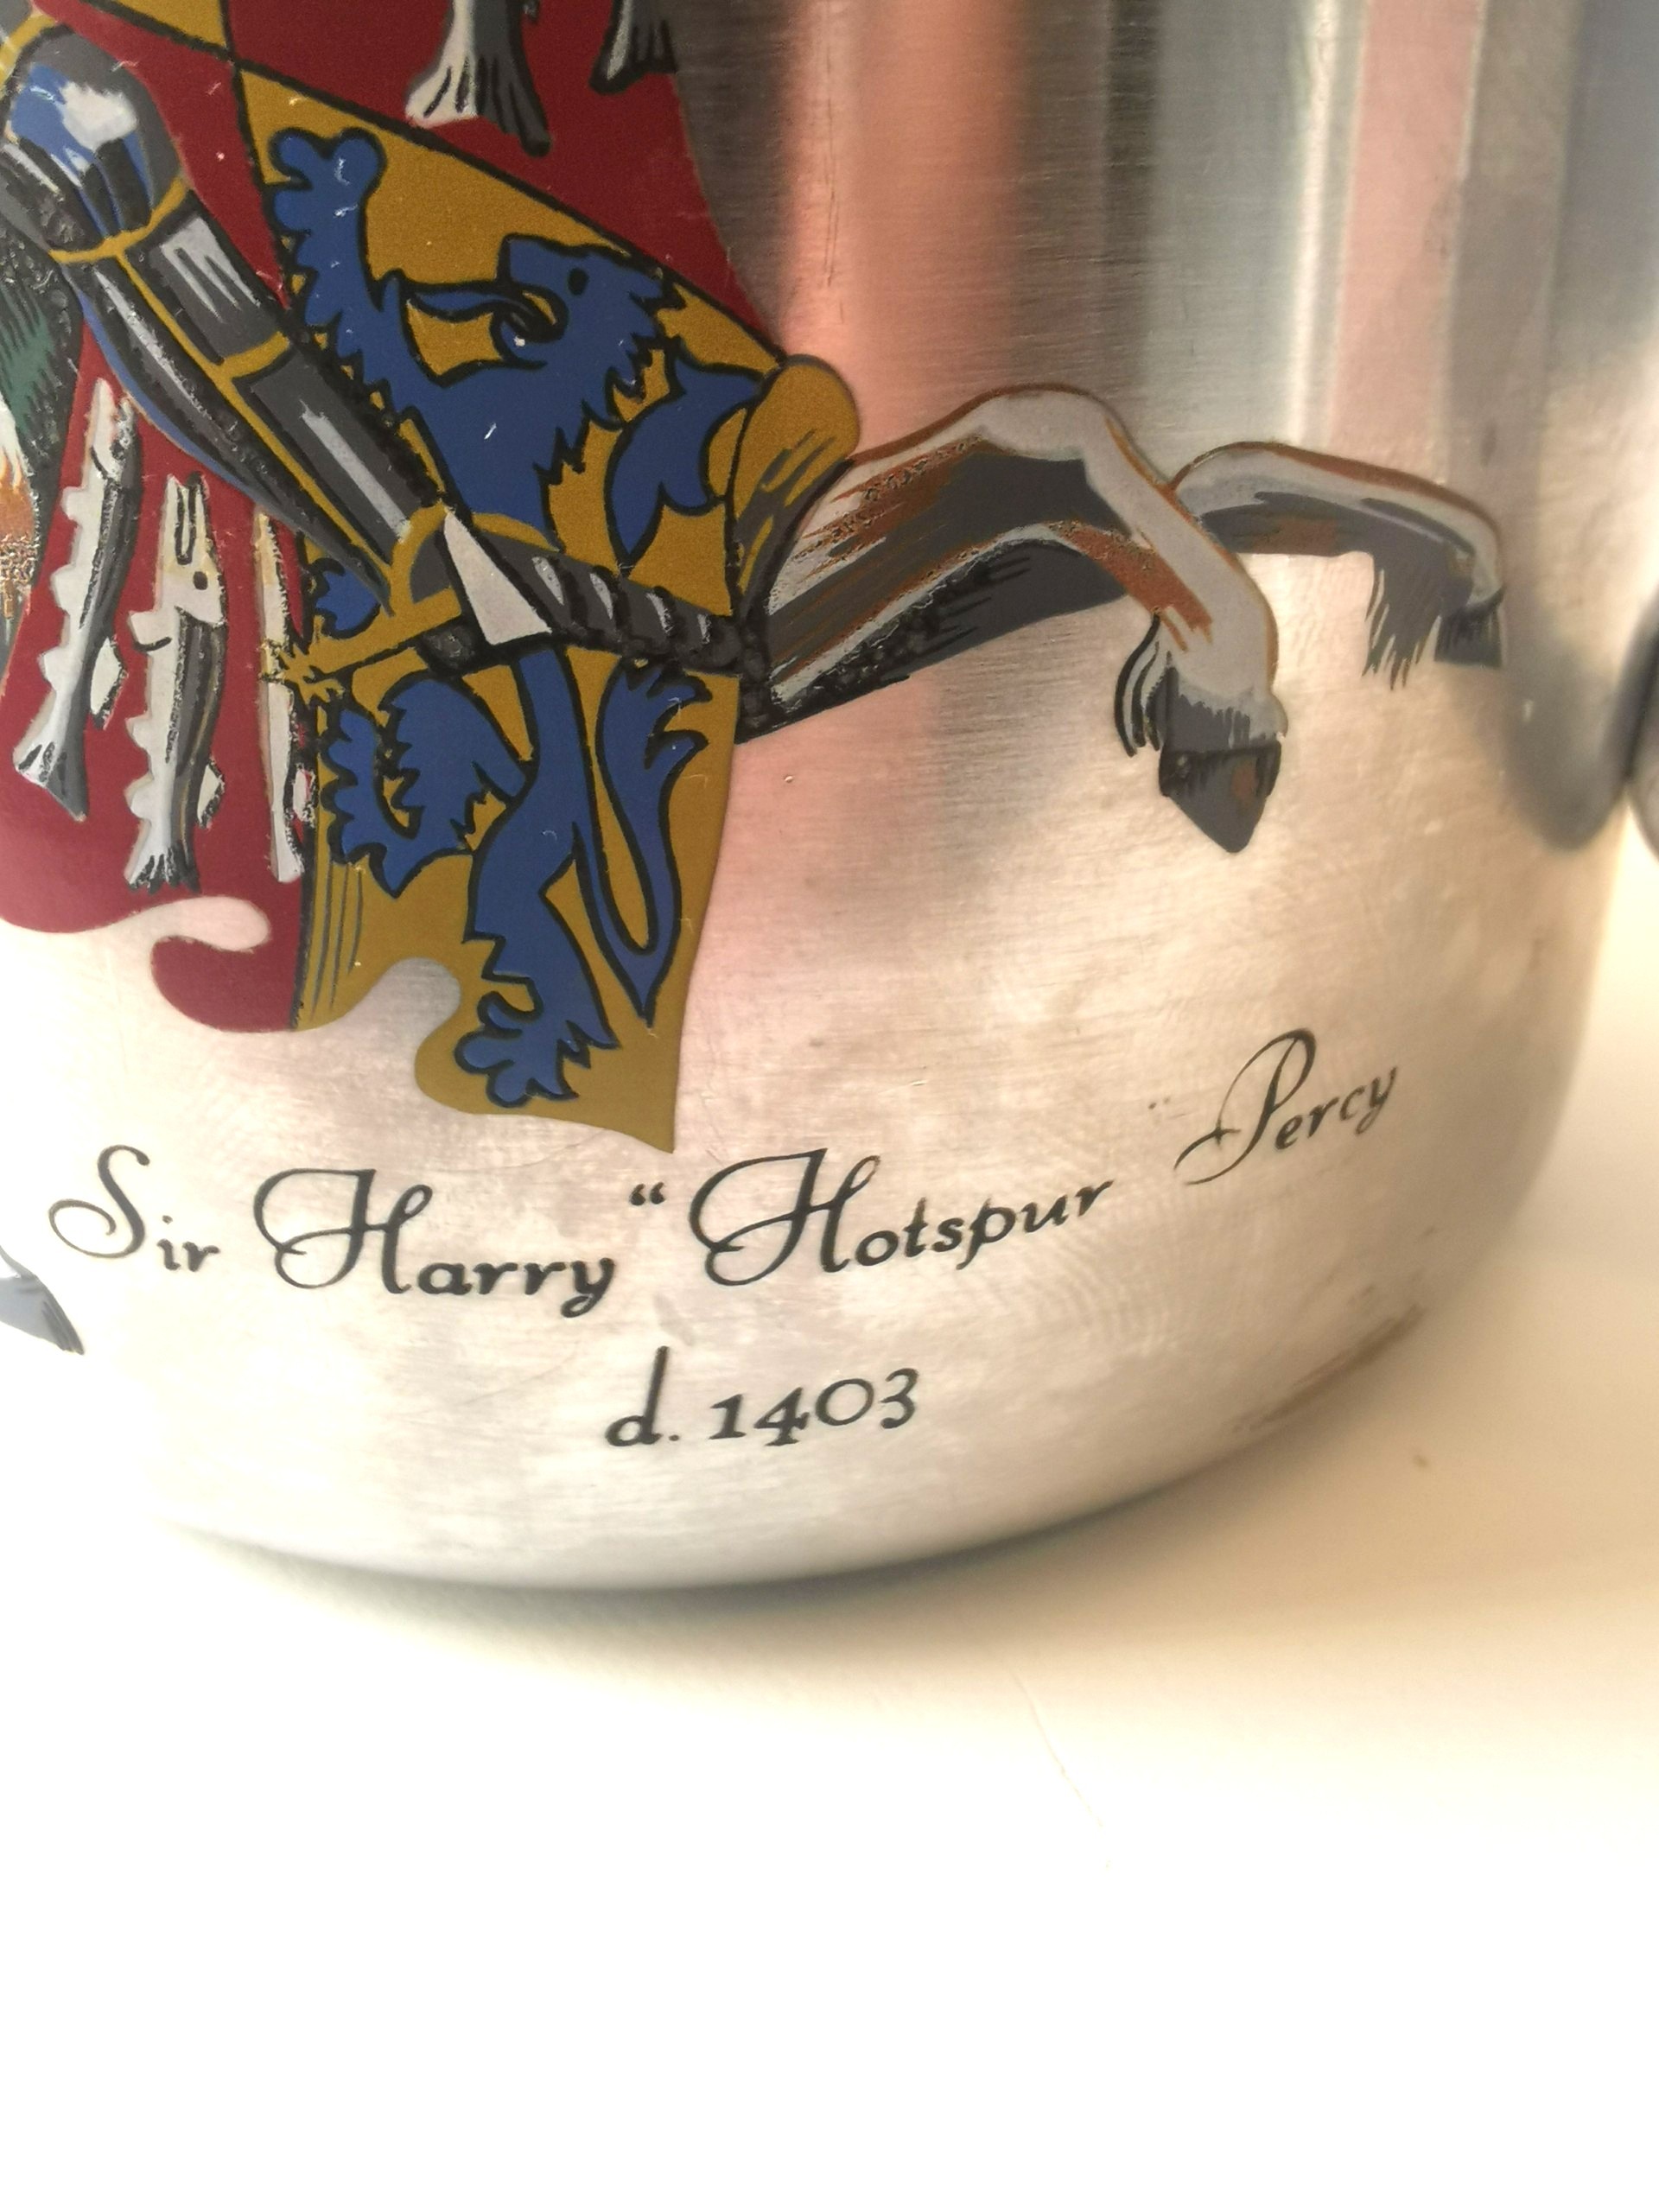 Sir Harry “Hotspur” Percy
d. 1403